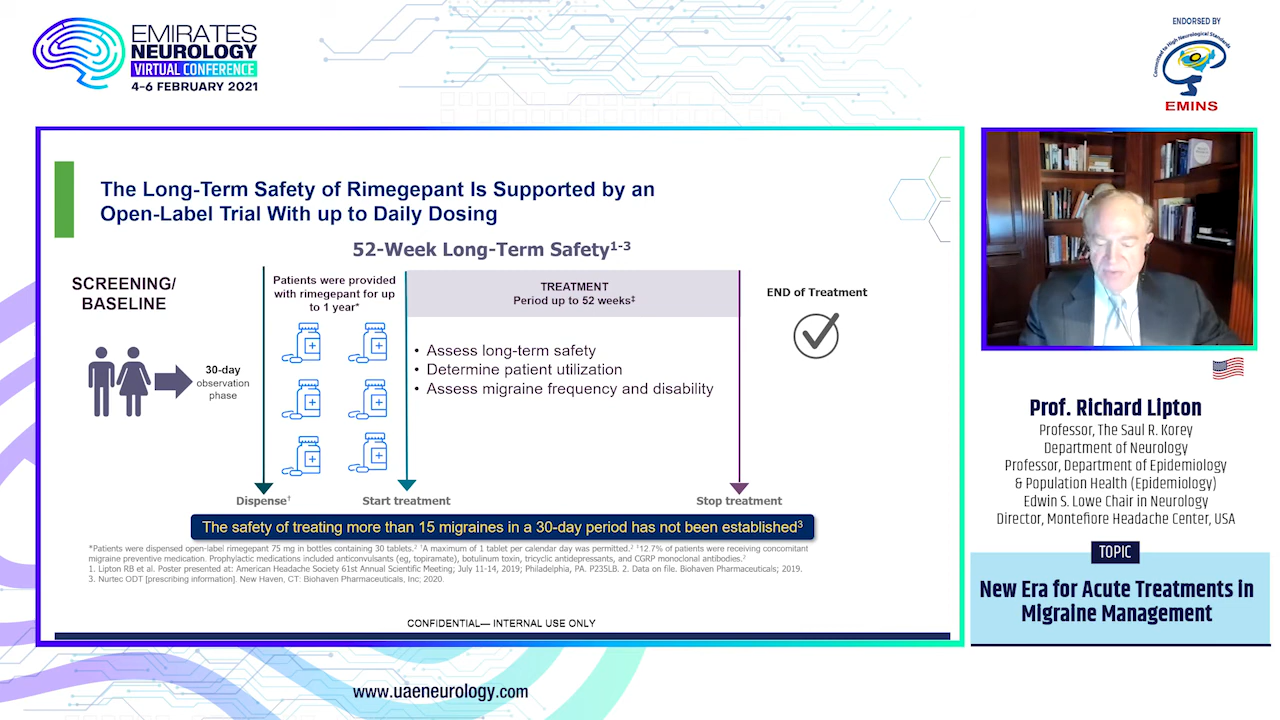 EMIRATES
NEUROLOGY
VIRTUAL CONFERENCE
4-6 FEBRUARY 2021
ENDORSED BY
Committed to High Neurological Standards
EMINS
The Long-Term Safety of Rimegepant Is Supported by an
Open-Label Trial With up to Daily Dosing
52-Week Long-Term Safety1-3
SCREENING/
BASELINE
30-day
observation
phase
Patients were provided
with rimegepant for up
to 1 year*
TREATMENT
Period up to 52 weeks‡
• Assess long-term safety
• Determine patient utilization
• Assess migraine frequency and disability
END of Treatment
Dispense†
Start treatment
Stop treatment
The safety of treating more than 15 migraines in a 30-day period has not been established3
*Patients were dispensed open-label rimegepant 75 mg in bottles containing 30 tablets.2 †A maximum of 1 tablet per calendar day was permitted.2 ‡12.7% of patients were receiving concomitant
migraine preventive medication. Prophylactic medications included anticonvulsants (eg, topiramate), botulinum toxin, tricyclic antidepressants, and CGRP monoclonal antibodies.2
1. Lipton RB et al. Poster presented at: American Headache Society 61st Annual Scientific Meeting; July 11-14, 2019; Philadelphia, PA. P235LB. 2. Data on file. Biohaven Pharmaceuticals; 2019.
3. Nurtec ODT [prescribing information]. New Haven, CT: Biohaven Pharmaceuticals, Inc; 2020.
CONFIDENTIAL— INTERNAL USE ONLY
Prof. Richard Lipton
Professor, The Saul R. Korey
Department of Neurology
Professor, Department of Epidemiology
& Population Health (Epidemiology)
Edwin S. Lowe Chair in Neurology
Director, Montefiore Headache Center, USA
TOPIC
New Era for Acute Treatments in
Migraine Management
www.uaeneurology.com